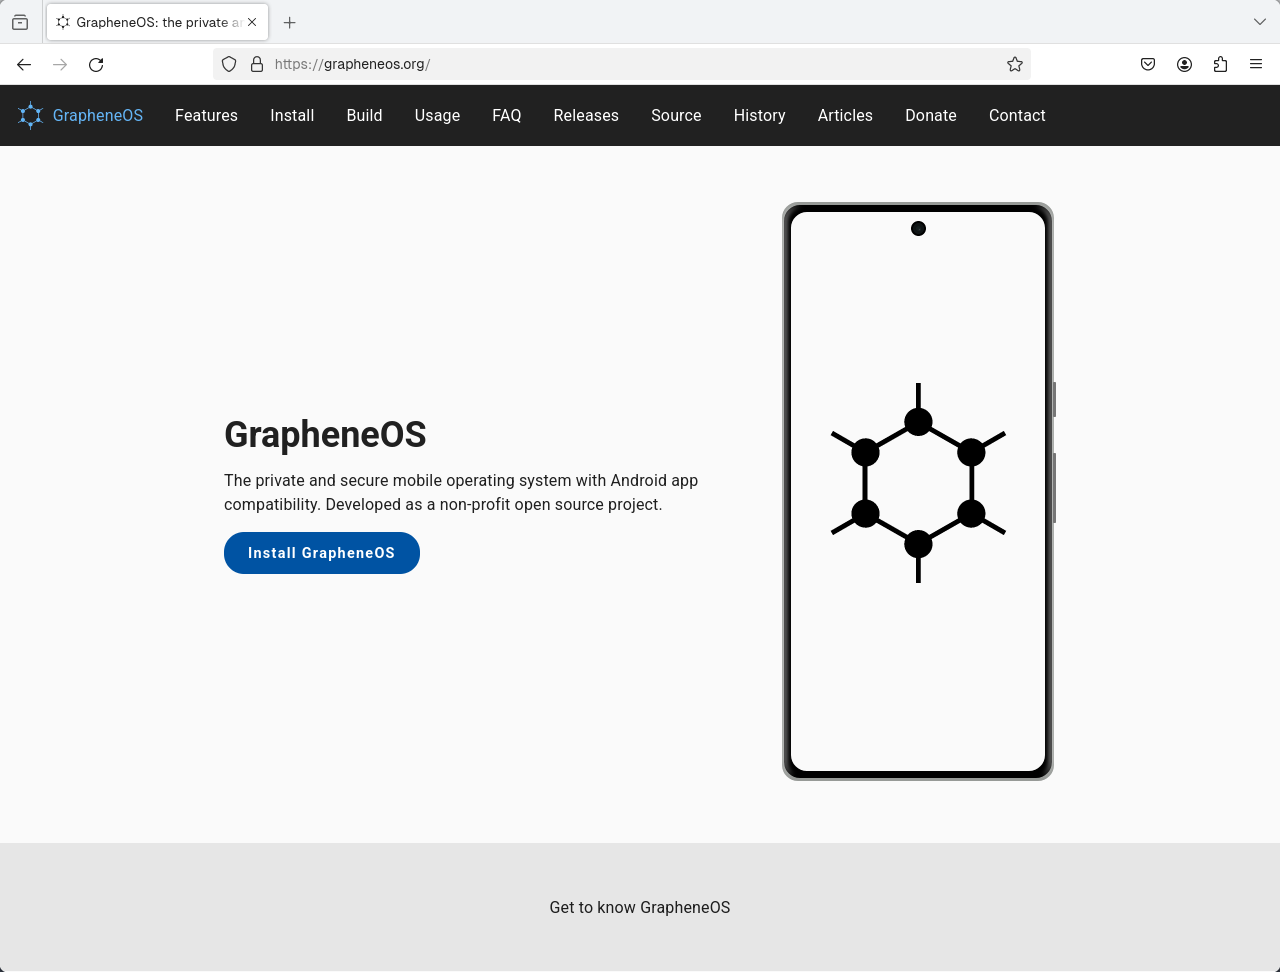 GrapheneOS: the private
https://grapheneos.org/
GrapheneOS Features Install Build Usage FAQ Releases Source History Articles Donate Contact
GrapheneOS
The private and secure mobile operating system with Android app
compatibility. Developed as a non-profit open source project.
Install GrapheneOS
Get to know GrapheneOS